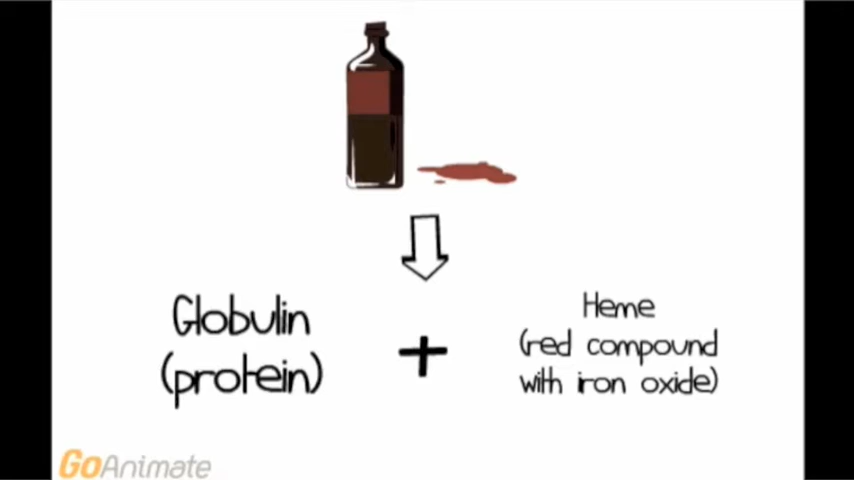 Globulin
(protein)
+
Heme
(red compound
with iron oxide)
GoAnimate